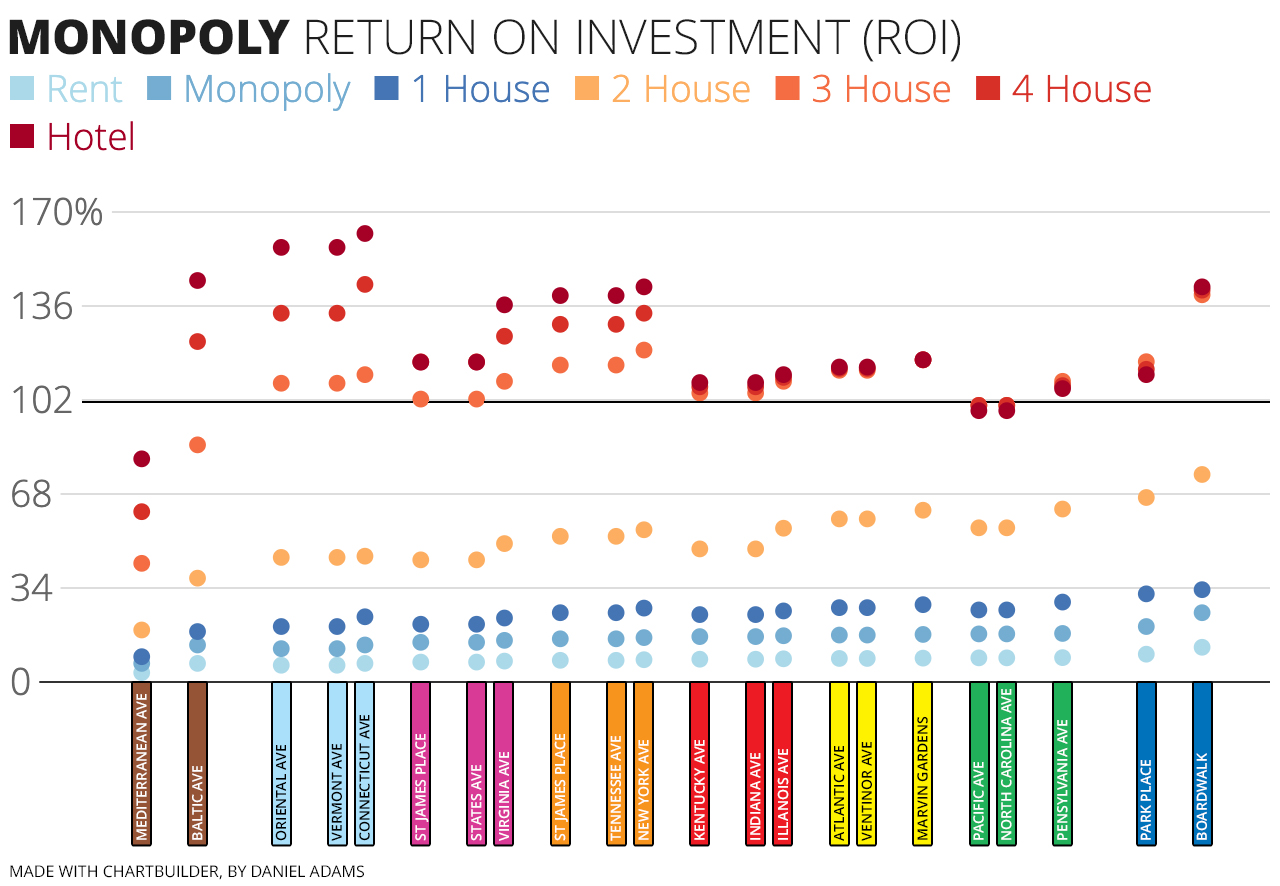 MONOPOLY RETURN ON INVESTMENT (ROI)
Rent Monopoly 1 House 2 House 3 House 4 House
Hotel
170%
136
102
68
34
0
MEDITERRANEAN AVE
BALTIC AVE
ORIENTAL AVE
VERMONT AVE
CONNECTICUT AVE
ST JAMES PLACE
STATES AVE
VIRGINIA AVE
ST JAMES PLACE
TENNESSEE AVE
NEW YORK AVE
KENTUCKY AVE
INDIANA AVE
ILLANOIS AVE
ATLANTIC AVE
VENTINOR AVE
MARVIN GARDENS
PACIFIC AVE
NORTH CAROLINA AVE
PENSYLVANIA AVE
PARK PLACE
BOARDWALK
MADE WITH CHARTBUILDER, BY DANIEL ADAMS